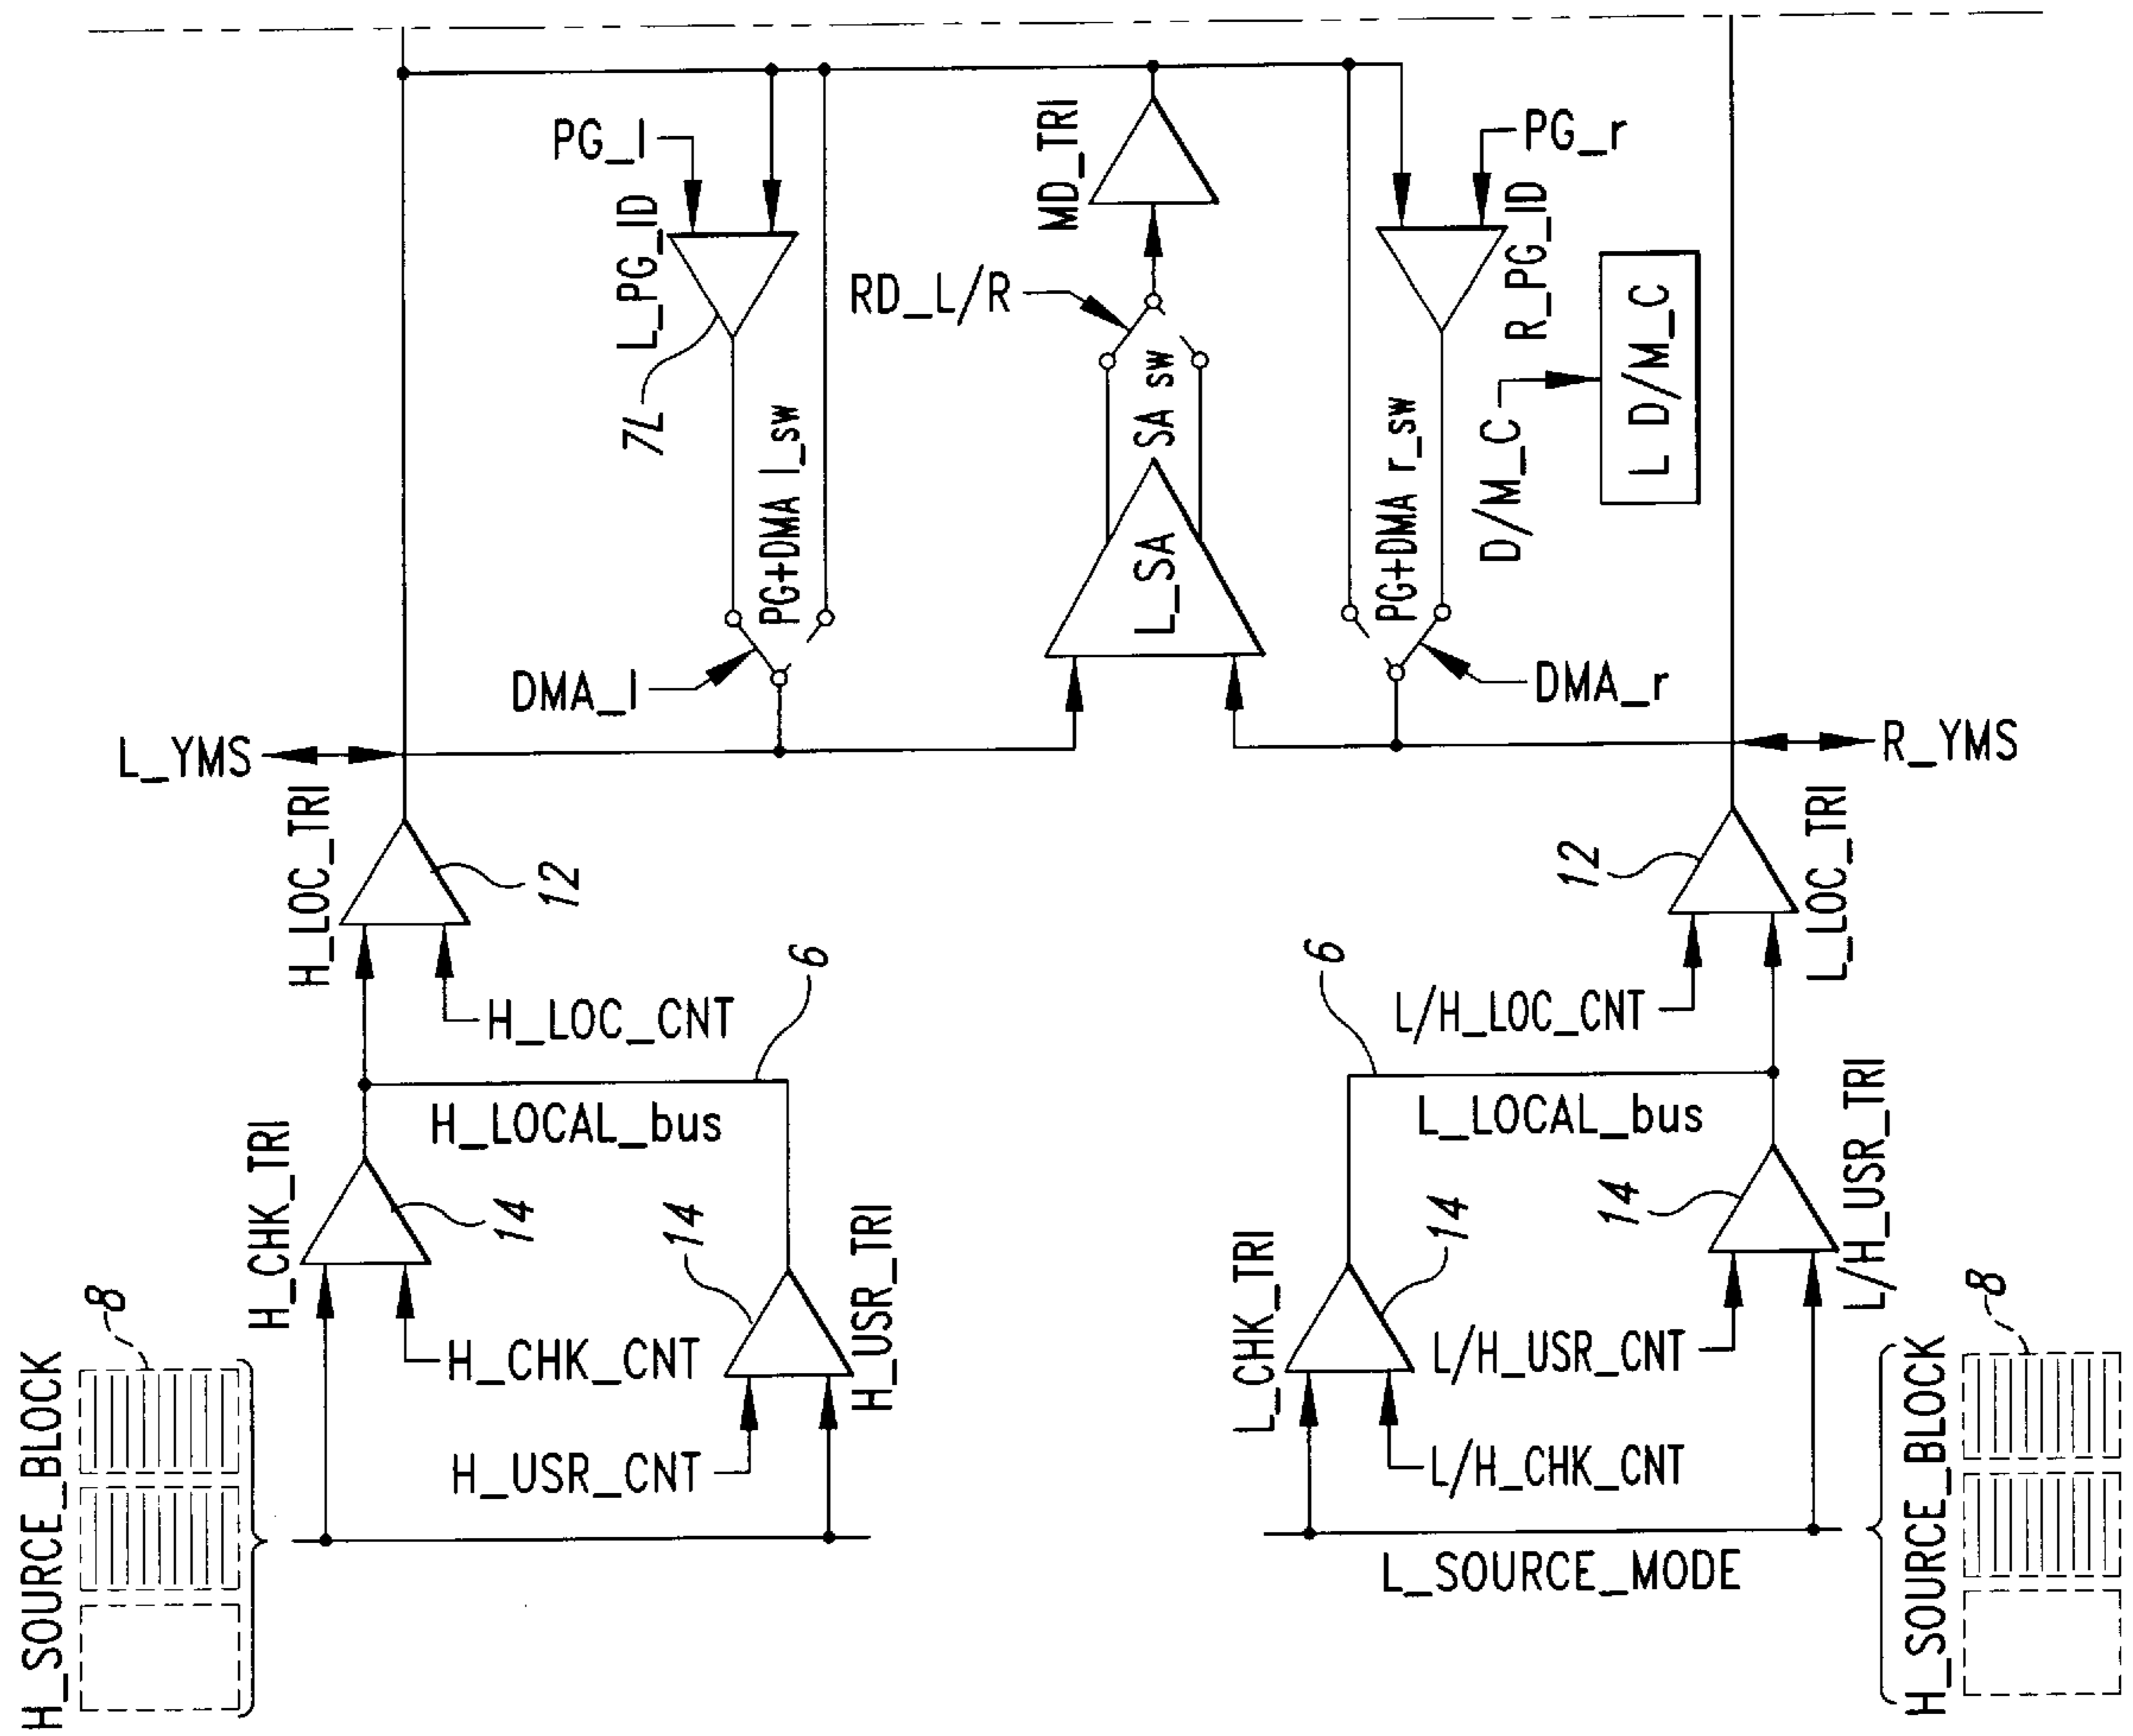 PG_l
L_PG_ID
7L
MD_TRI
PG_r
R_PG_ID
RD_L/R
SA sw
PG+DMA l_sw
PG+DMA r_sw
D/M_C
L D/M_C
L_SA
DMA_l
DMA_r
L_YMS
R_YMS
H_LOC_TRI
12
12
L_LOC_TRI
H_LOC_CNT
6
6
L/H_LOC_CNT
H_LOCAL_bus
L_LOCAL_bus
H_CHK_TRI
14
14
H_USR_TRI
L_CHK_TRI
14
14
L/H_USR_TRI
8
H_CHK_CNT
L/H_USR_CNT
8
H_SOURCE_BLOCK
H_USR_CNT
L/H_CHK_CNT
H_SOURCE_BLOCK
L_SOURCE_MODE